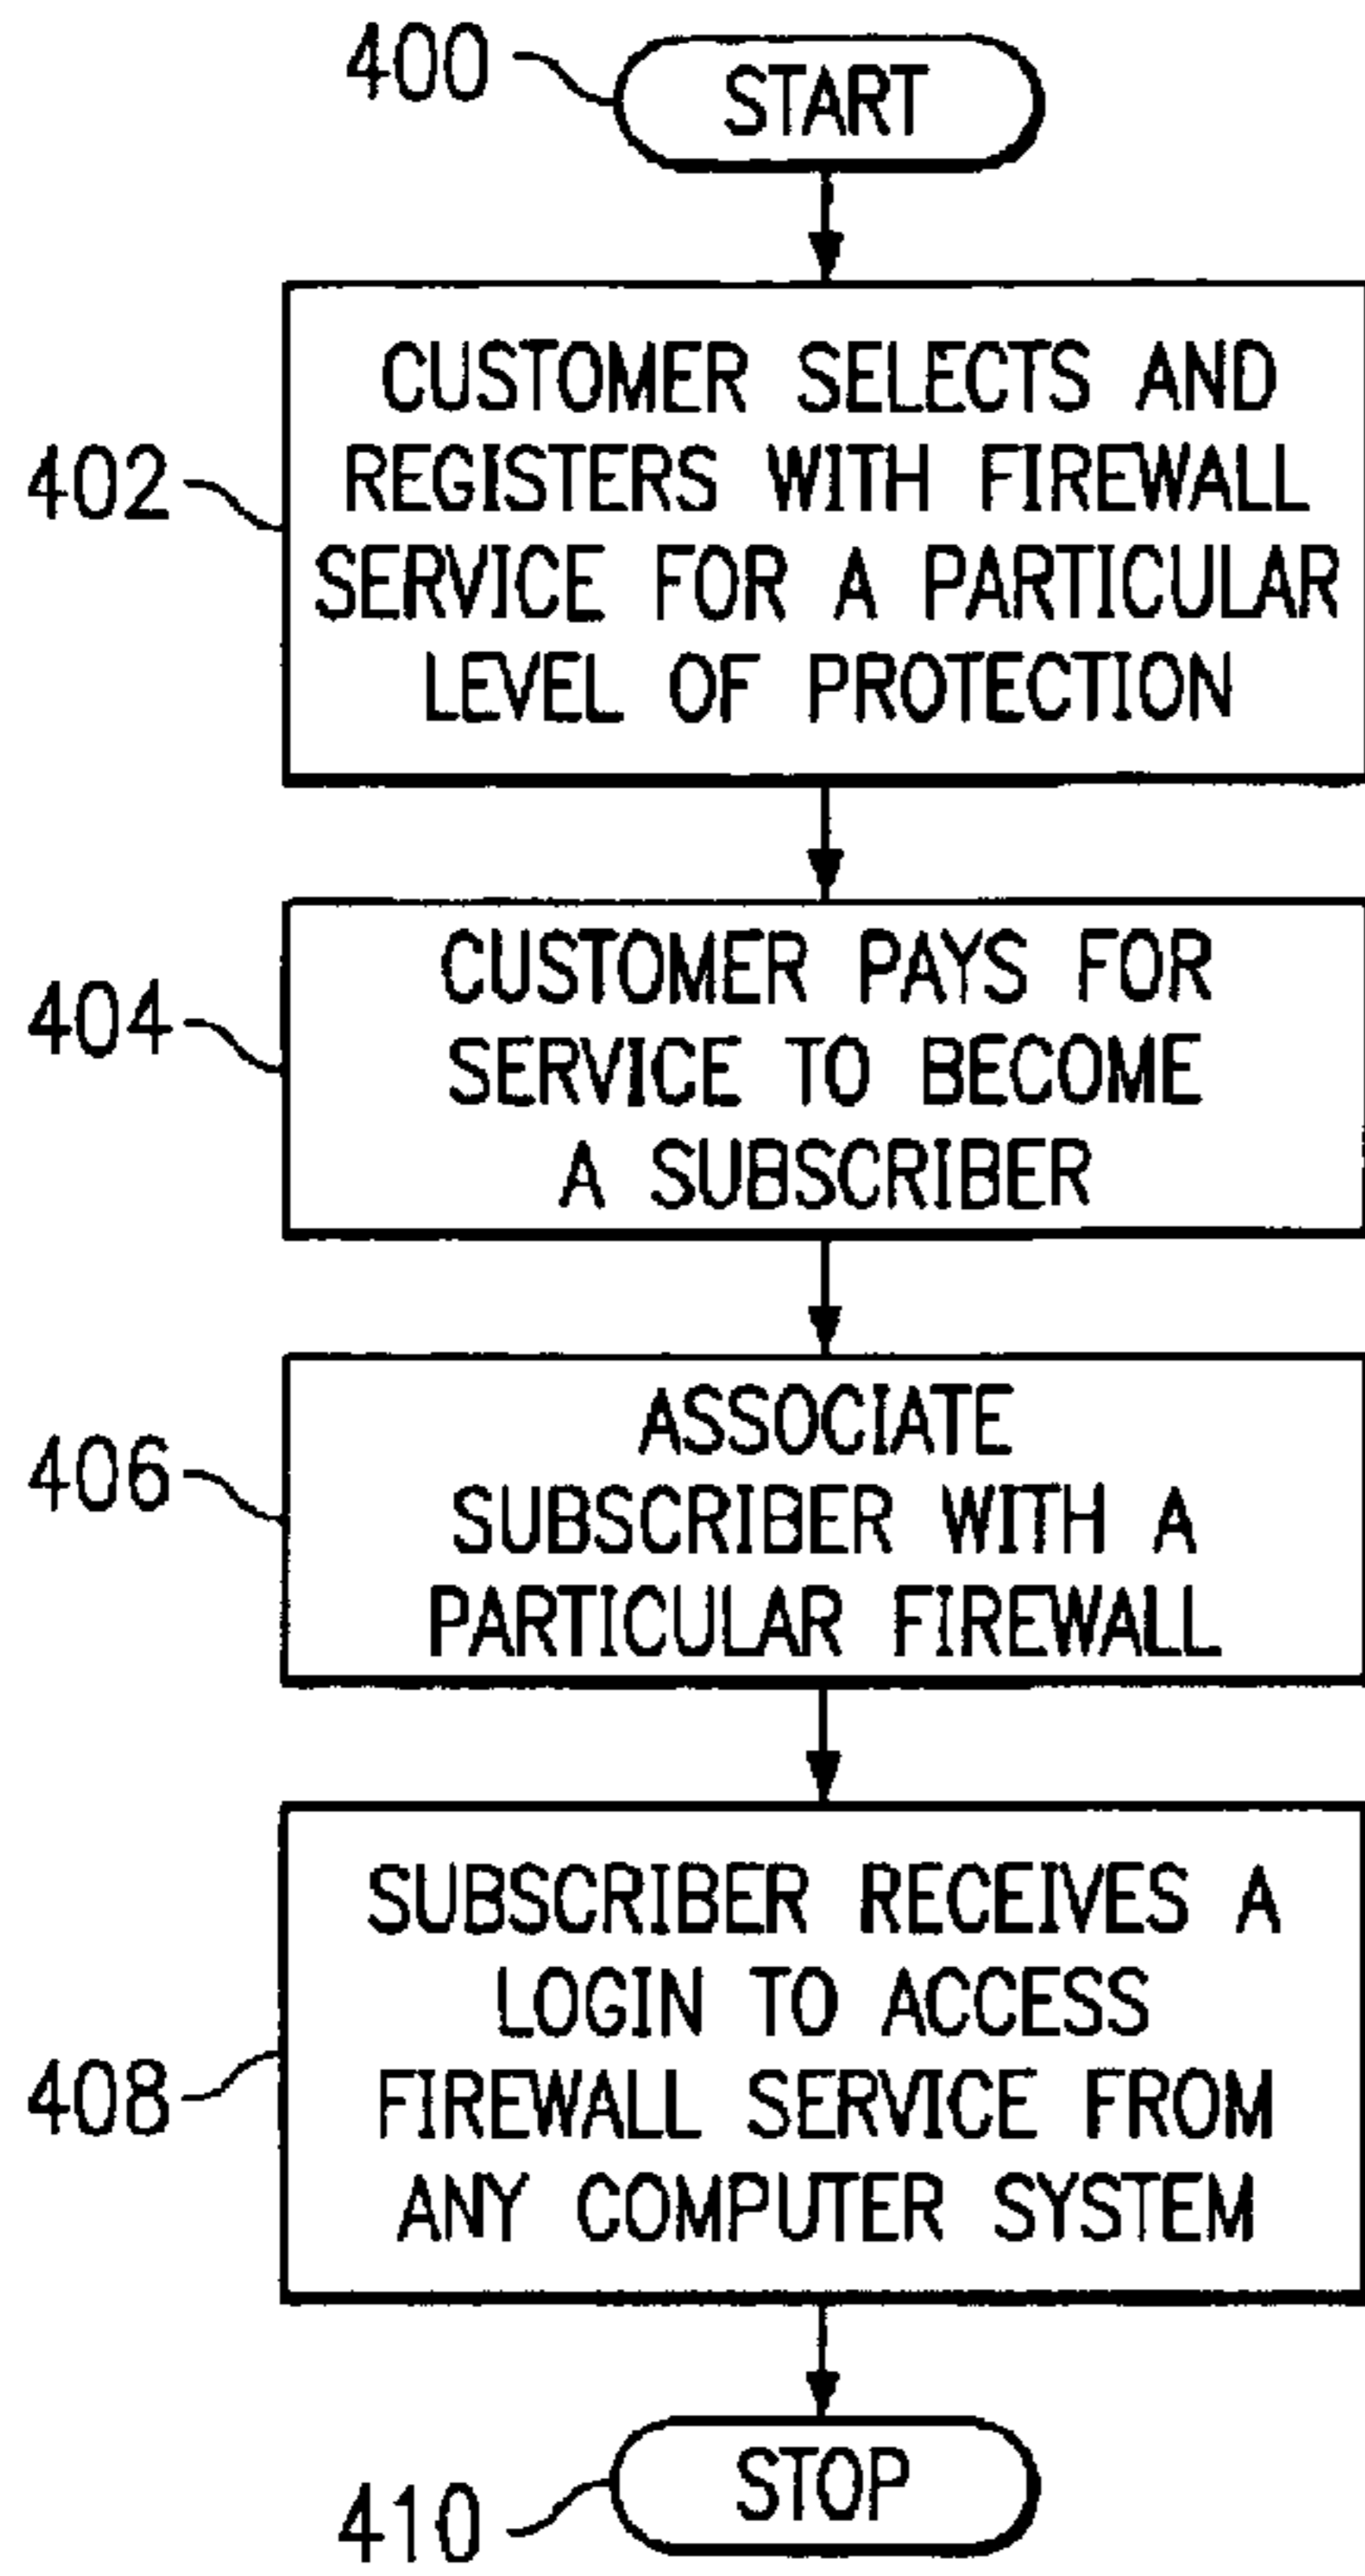 400
START
CUSTOMER SELECTS AND
REGISTERS WITH FIREWALL
402
SERVICE FOR A PARTICULAR
LEVEL OF PROTECTION
CUSTOMER PAYS FOR
404
SERVICE TO BECOME
A SUBSCRIBER
ASSOCIATE
406
SUBSCRIBER WITH A
PARTICULAR FIREWALL
SUBSCRIBER RECEIVES A
LOGIN TO ACCESS
408
FIREWALL SERVICE FROM
ANY COMPUTER SYSTEM
STOP
410